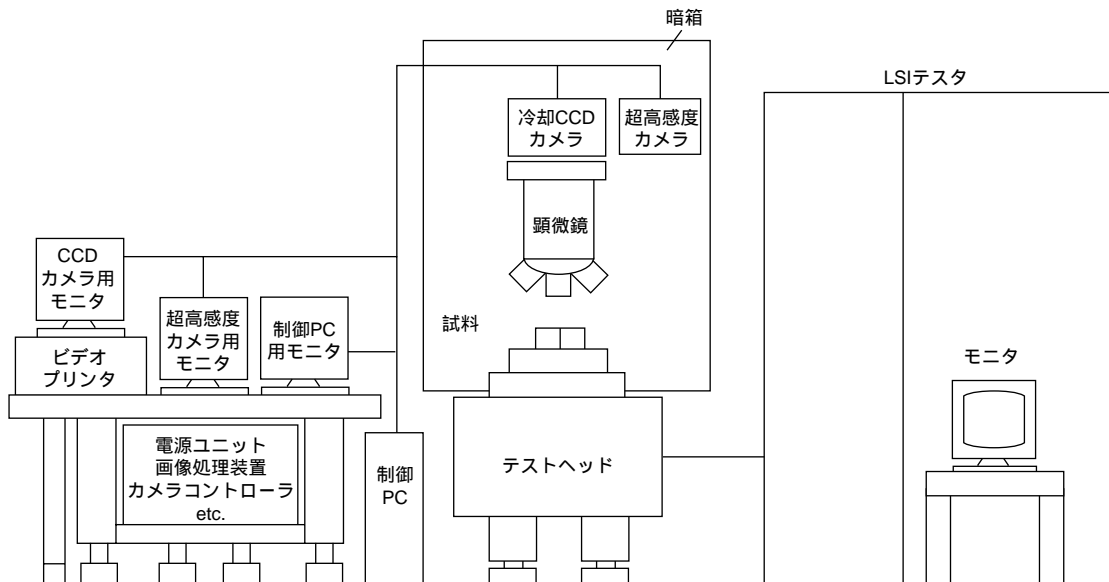 暗箱
LSIテスタ
冷却CCD
カメラ
超高感度
カメラ
顕微鏡
CCD
カメラ用
モニタ
超高感度
カメラ用
モニタ
制御PC
用モニタ
試料
ビデオ
プリンタ
モニタ
電源ユニット
画像処理装置
カメラコントローラ
etc.
制御
PC
テストヘッド